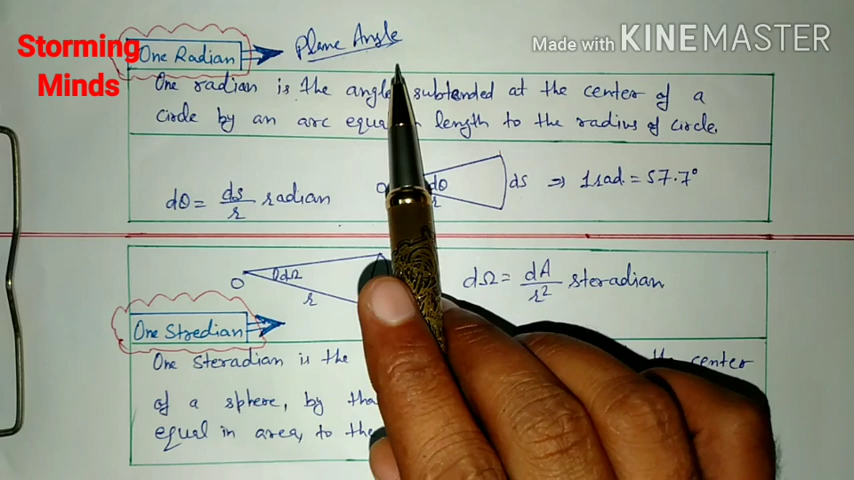 Storming
Minds
Made with KINEMASTER
One Radian
Plane Angle
One radian is the angle subtended at the center of a
circle by an arc equal length to the radius of circle.
dθ = ds/r radian
O dθ r ds ⇒ 1 rad. = 57.7°
O dΩ r
dΩ = dA/r² steradian
One Stredian
One Steradian is the the center
of a sphere, by
equal in area, to the